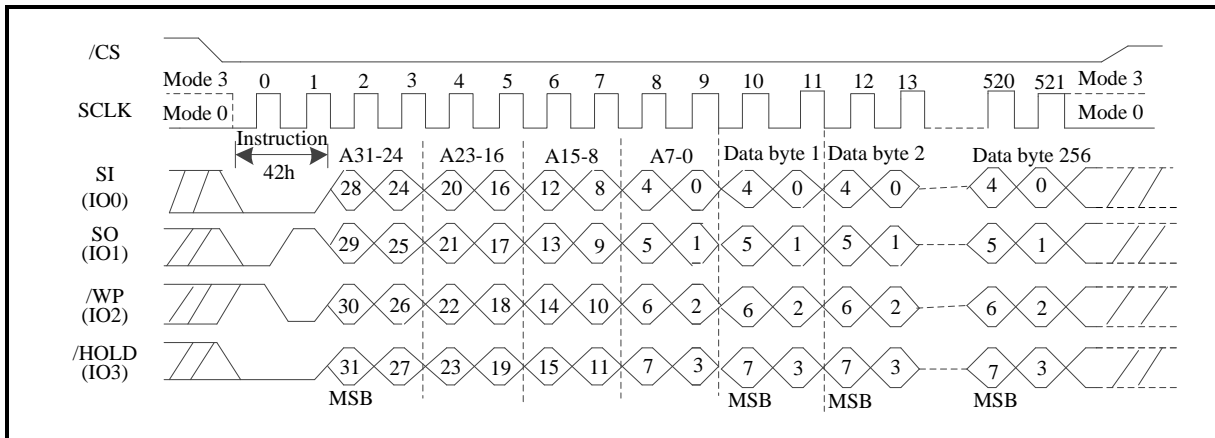 /CS
Mode 3 0 1 2 3 4 5 6 7 8 9 10 11 12 13 520 521 Mode 3
SCLK Mode 0 Mode 0
Instruction A31-24 A23-16 A15-8 A7-0 Data byte 1 Data byte 2 Data byte 256
42h
SI 28 24 20 16 12 8 4 0 4 0 4 0 4 0
(IO0)
SO 29 25 21 17 13 9 5 1 5 1 5 1 5 1
(IO1)
/WP 30 26 22 18 14 10 6 2 6 2 6 2 6 2
(IO2)
/HOLD 31 27 23 19 15 11 7 3 7 3 7 3 7 3
(IO3)
MSB MSB MSB MSB